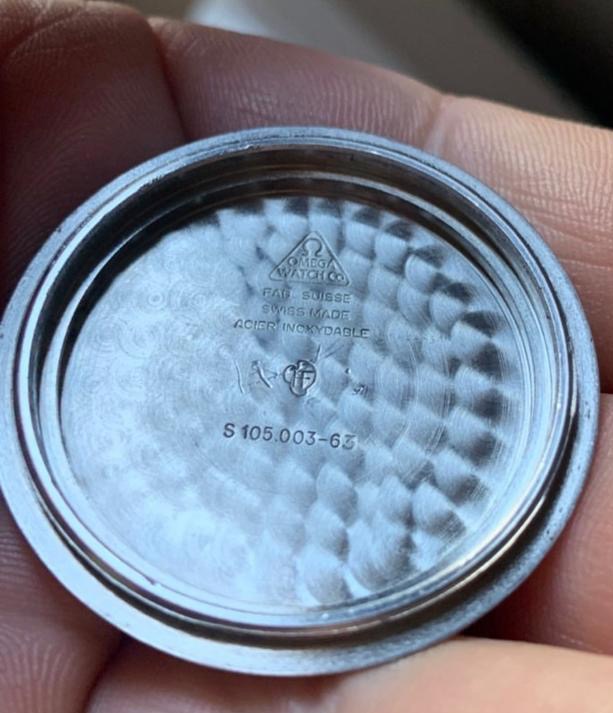 Ω
OMEGA
WATCH Co
FAB. SUISSE
SWISS MADE
ACIER INOXYDABLE
S 105.003-63